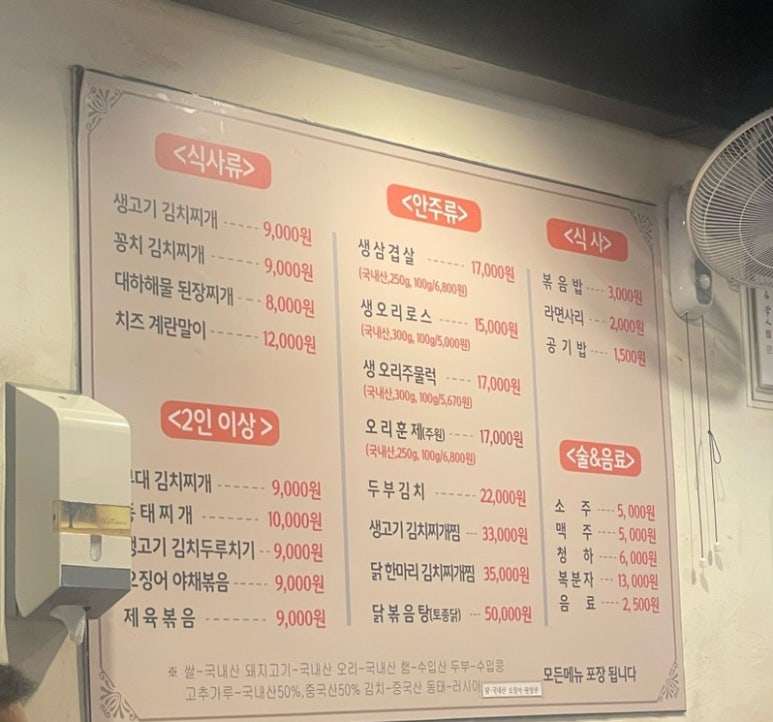 <식사류>
생고기 김치찌개 ------ 9,000원
꽁치 김치찌개 ------ 9,000원
대하해물 된장찌개 --- 8,000원
치즈 계란말이 ------ 12,000원
<2인 이상>
김치찌개 ------ 9,000원
태찌개 ------ 10,000원
김치두루치기 -- 9,000원
야채볶음 ------ 9,000원
제육볶음 ------ 9,000원
<안주류>
생삼겹살 ------ 17,000원
(국내산,250g, 100g/6,800원)
생오리로스 ---- 15,000원
(국내산,300g, 100g/5,000원)
생 오리주물럭 ---- 17,000원
(국내산,300g, 100g/5,670원)
오리훈제(주원) ---- 17,000원
(국내산,250g, 100g/6,800원)
두부김치 ------ 22,000원
생고기 김치찌개찜 -- 33,000원
닭한마리 김치찌개찜 35,000원
닭볶음탕(토종닭) -- 50,000원
<식사>
볶음밥 ---- 3,000원
라면사리 ---- 2,000원
공기밥 ---- 1,500원
<술&음료>
소주 ---- 5,000원
맥주 ---- 5,000원
청하 ---- 6,000원
복분자 ---- 13,000원
음료 ---- 2,500원
※ 쌀-국내산 돼지고기-국내산 오리-국내산 햄-수입산 두부-수입콩
고추가루-국내산50%,중국산50% 김치-중국산 동태-러시아
모든메뉴 포장 됩니다